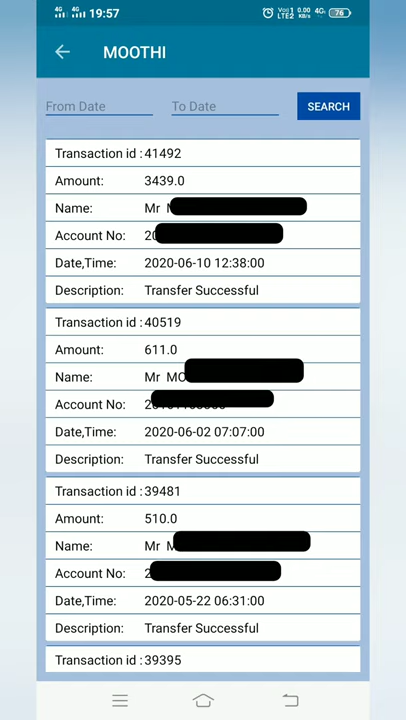 4G 4G 19:57 Vo) 1 LTE2 0.00 KB/s 4G 76
MOOTHI
From Date To Date SEARCH
Transaction id : 41492
Amount: 3439.0
Name: Mr
Account No: 20
Date,Time: 2020-06-10 12:38:00
Description: Transfer Successful
Transaction id : 40519
Amount: 611.0
Name: Mr MO
Account No:
Date,Time: 2020-06-02 07:07:00
Description: Transfer Successful
Transaction id : 39481
Amount: 510.0
Name: Mr M
Account No: 2
Date,Time: 2020-05-22 06:31:00
Description: Transfer Successful
Transaction id : 39395